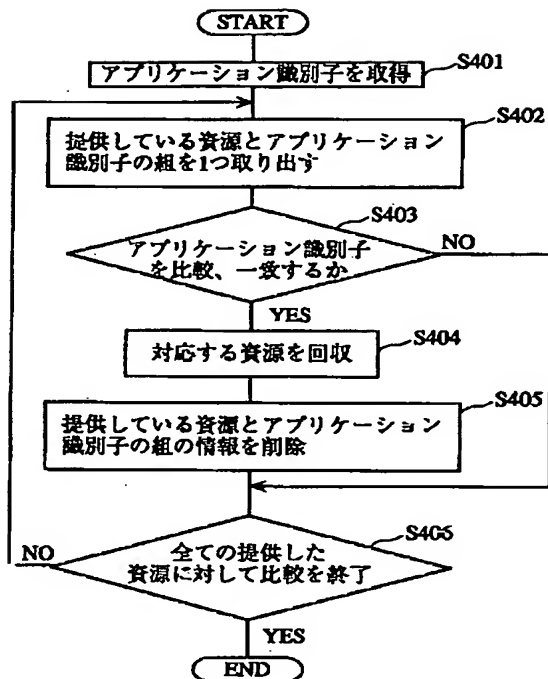 START
アプリケーション識別子を取得
S401
S402
提供している資源とアプリケーション
識別子の組を1つ取り出す
S403
アプリケーション識別子
を比較、一致するか
NO
YES
対応する資源を回収
S404
S405
提供している資源とアプリケーション
識別子の組の情報を削除
S406
全ての提供した
資源に対して比較を終了
NO
YES
END